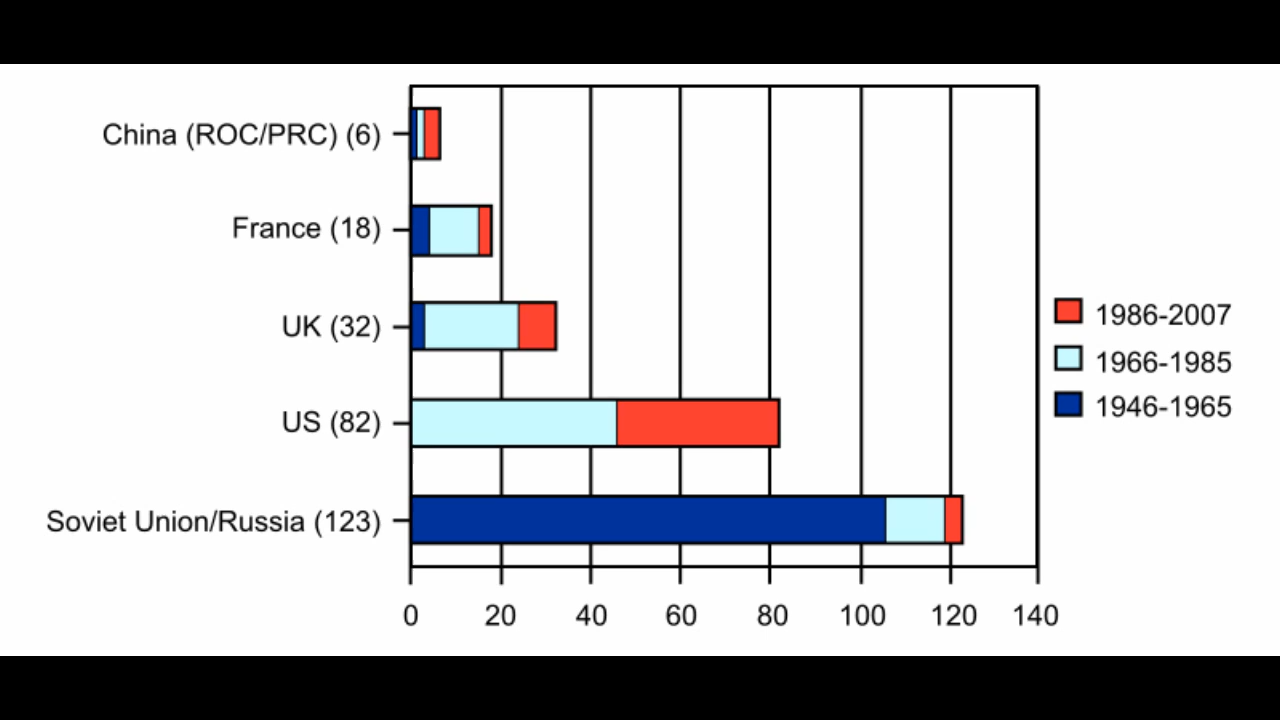 China (ROC/PRC) (6)
France (18)
UK (32)
US (82)
Soviet Union/Russia (123)
1986-2007
1966-1985
1946-1965
0 20 40 60 80 100 120 140